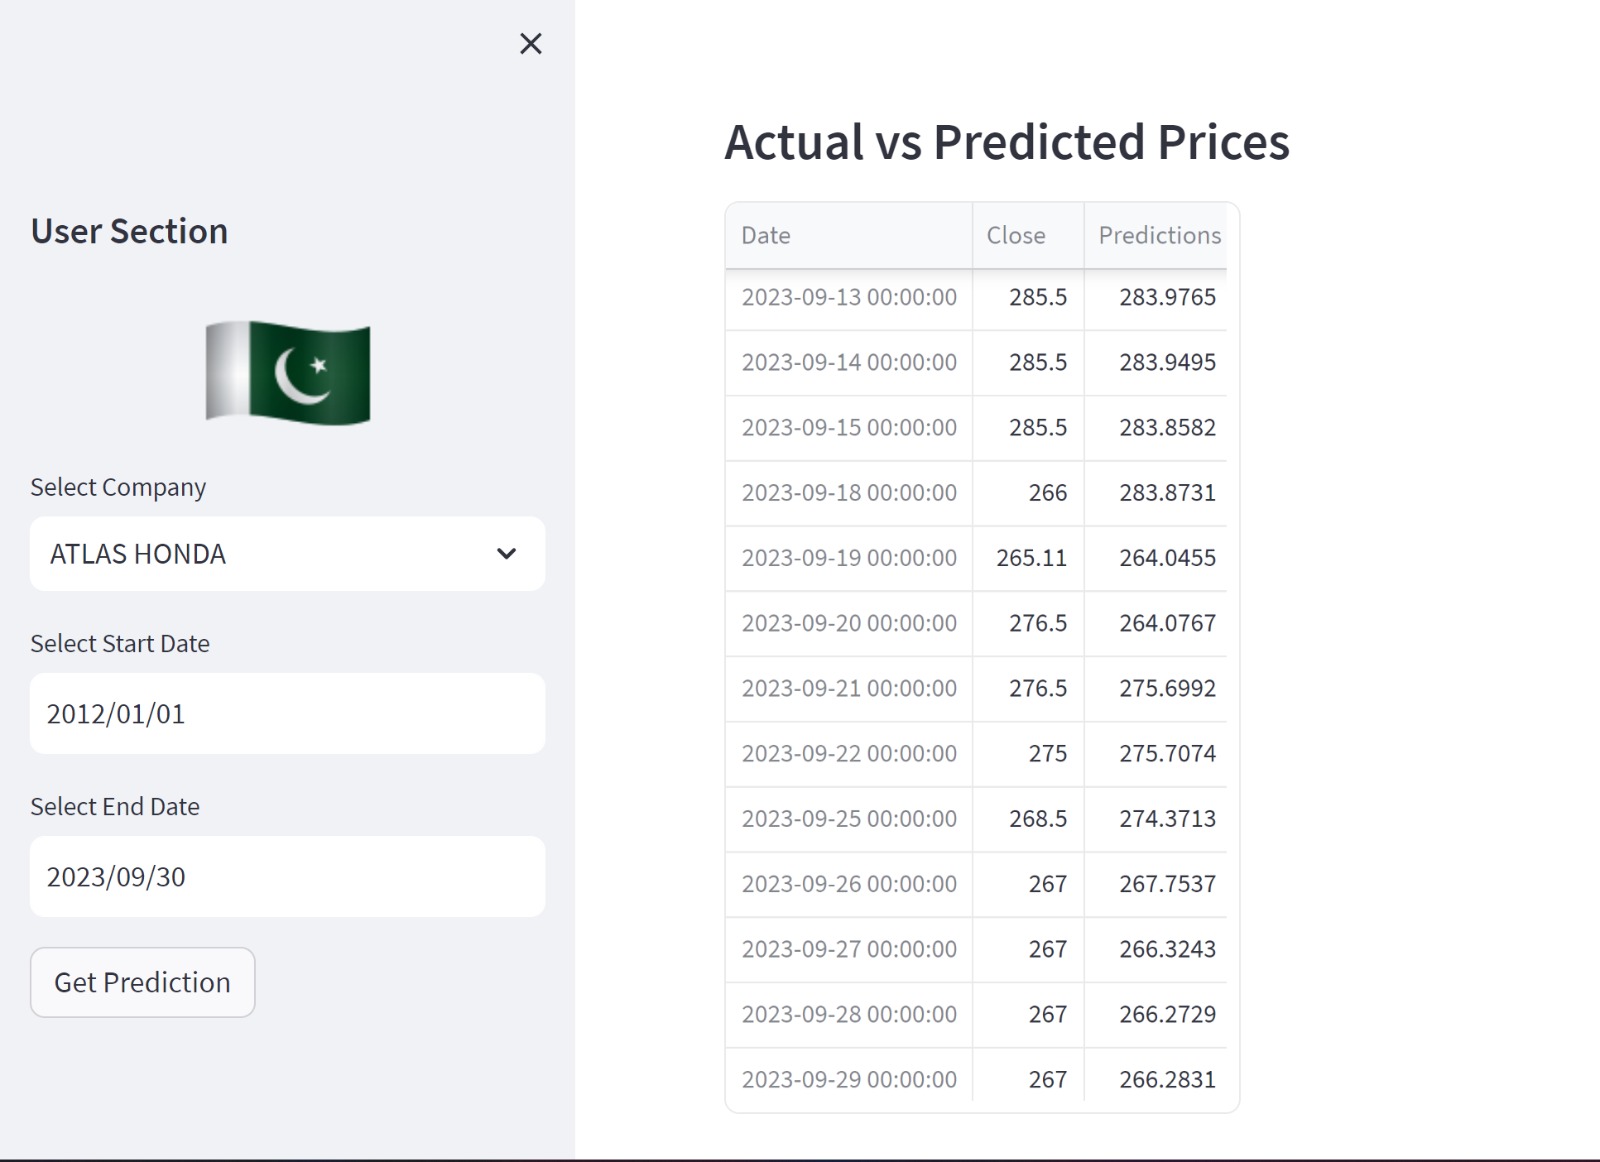 User Section
Select Company
ATLAS HONDA
Select Start Date
2012/01/01
Select End Date
2023/09/30
Get Prediction
Actual vs Predicted Prices
Date Close Predictions
2023-09-13 00:00:00 285.5 283.9765
2023-09-14 00:00:00 285.5 283.9495
2023-09-15 00:00:00 285.5 283.8582
2023-09-18 00:00:00 266 283.8731
2023-09-19 00:00:00 265.11 264.0455
2023-09-20 00:00:00 276.5 264.0767
2023-09-21 00:00:00 276.5 275.6992
2023-09-22 00:00:00 275 275.7074
2023-09-25 00:00:00 268.5 274.3713
2023-09-26 00:00:00 267 267.7537
2023-09-27 00:00:00 267 266.3243
2023-09-28 00:00:00 267 266.2729
2023-09-29 00:00:00 267 266.2831